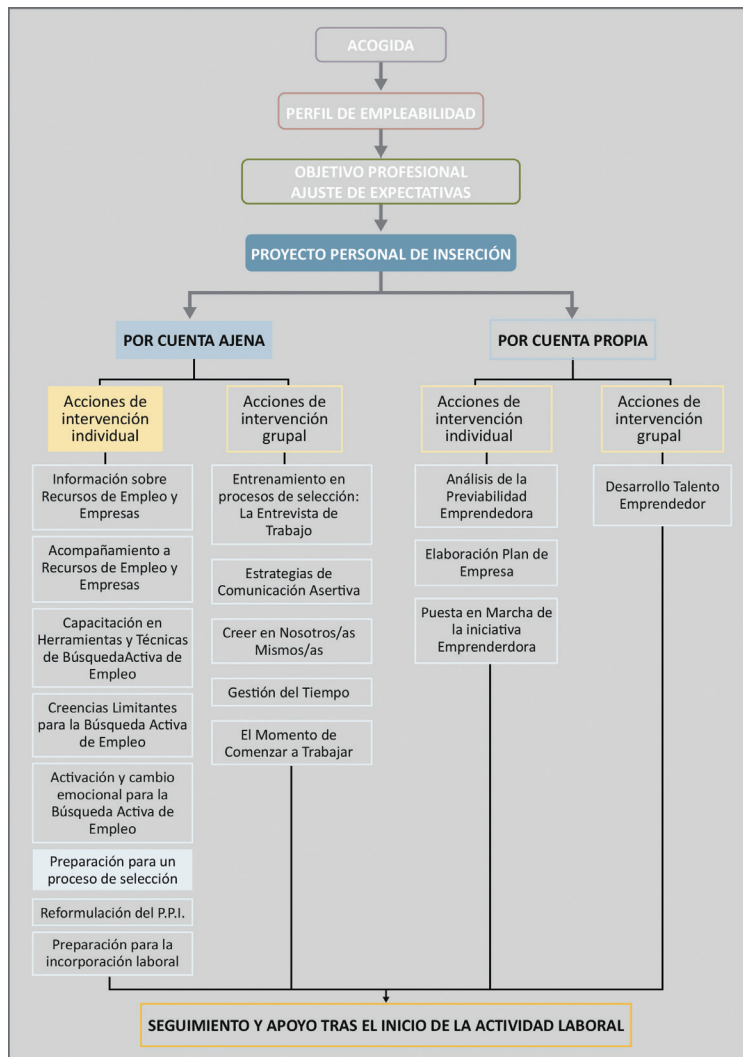 ACOGIDA
PERFIL DE EMPLEABILIDAD
OBJETIVO PROFESIONAL
AJUSTE DE EXPECTATIVAS
PROYECTO PERSONAL DE INSERCIÓN
POR CUENTA AJENA
POR CUENTA PROPIA
Acciones de
intervención
individual
Acciones de
intervención
grupal
Acciones de
intervención
individual
Acciones de
intervención
grupal
Información sobre
Recursos de Empleo y
Empresas
Acompañamiento a
Recursos de Empleo y
Empresas
Capacitación en
Herramientas y Técnicas
de BúsquedaActiva de
Empleo
Creencias Limitantes
para la Búsqueda Activa
de Empleo
Activación y cambio
emocional para la
Búsqueda Activa de
Empleo
Preparación para un
proceso de selección
Reformulación del P.P.I.
Preparación para la
incorporación laboral
Entrenamiento en
procesos de selección:
La Entrevista de
Trabajo
Estrategias de
Comunicación Asertiva
Creer en Nosotros/as
Mismos/as
Gestión del Tiempo
El Momento de
Comenzar a Trabajar
Análisis de la
Previabilidad
Emprendedora
Elaboración Plan de
Empresa
Puesta en Marcha de
la iniciativa
Emprenderdora
Desarrollo Talento
Emprendedor
SEGUIMIENTO Y APOYO TRAS EL INICIO DE LA ACTIVIDAD LABORAL